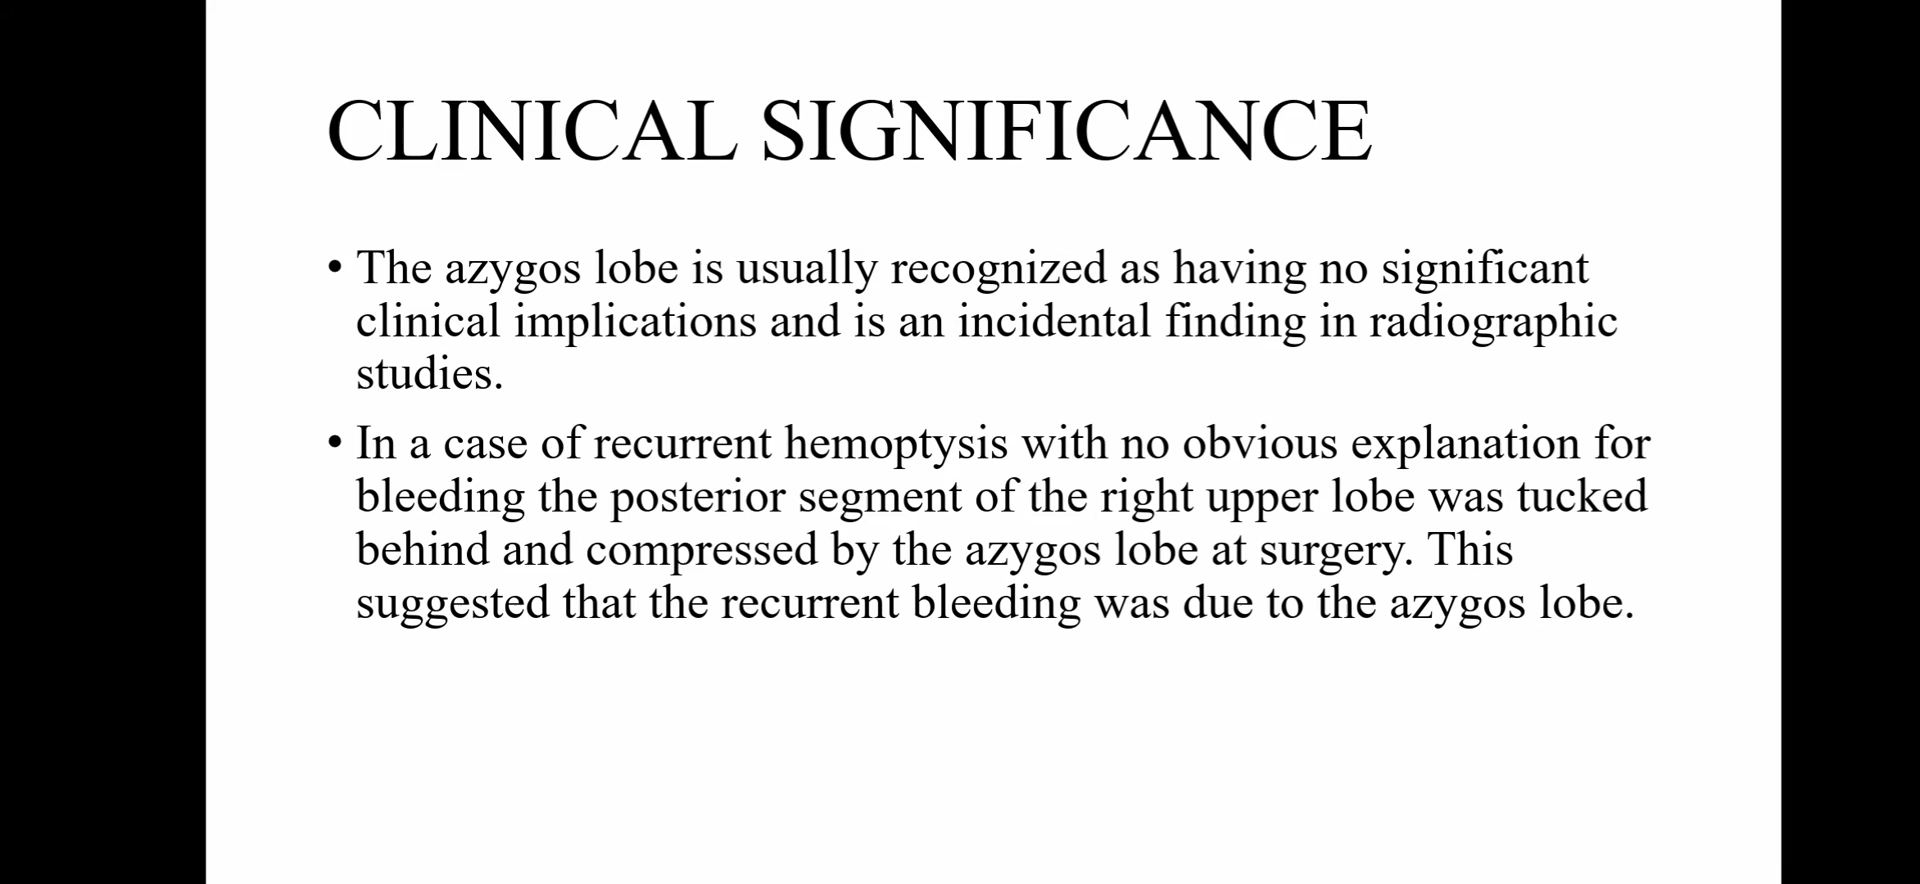 CLINICAL SIGNIFICANCE
• The azygos lobe is usually recognized as having no significant
clinical implications and is an incidental finding in radiographic
studies.
• In a case of recurrent hemoptysis with no obvious explanation for
bleeding the posterior segment of the right upper lobe was tucked
behind and compressed by the azygos lobe at surgery. This
suggested that the recurrent bleeding was due to the azygos lobe.